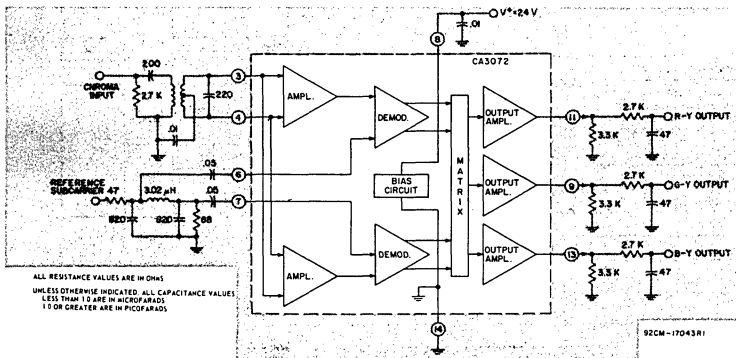 V⁺=24 V
.01
8
CA3072
CHROMA
INPUT
200
2.7 K
220
.01
3
4
AMPL.
DEMOD.
OUTPUT
AMPL.
11
2.7 K
R-Y OUTPUT
3.3 K
47
.05
6
REFERENCE
SUBCARRIER
47
3.02 μH
.05
7
820
820
68
BIAS
CIRCUIT
MATRIX
OUTPUT
AMPL.
9
2.7 K
G-Y OUTPUT
3.3 K
47
AMPL.
DEMOD.
OUTPUT
AMPL.
13
2.7 K
B-Y OUTPUT
3.3 K
47
14
ALL RESISTANCE VALUES ARE IN OHMS
UNLESS OTHERWISE INDICATED, ALL CAPACITANCE VALUES
LESS THAN 1.0 ARE IN MICROFARADS
1.0 OR GREATER ARE IN PICOFARADS
92CM-17043R1